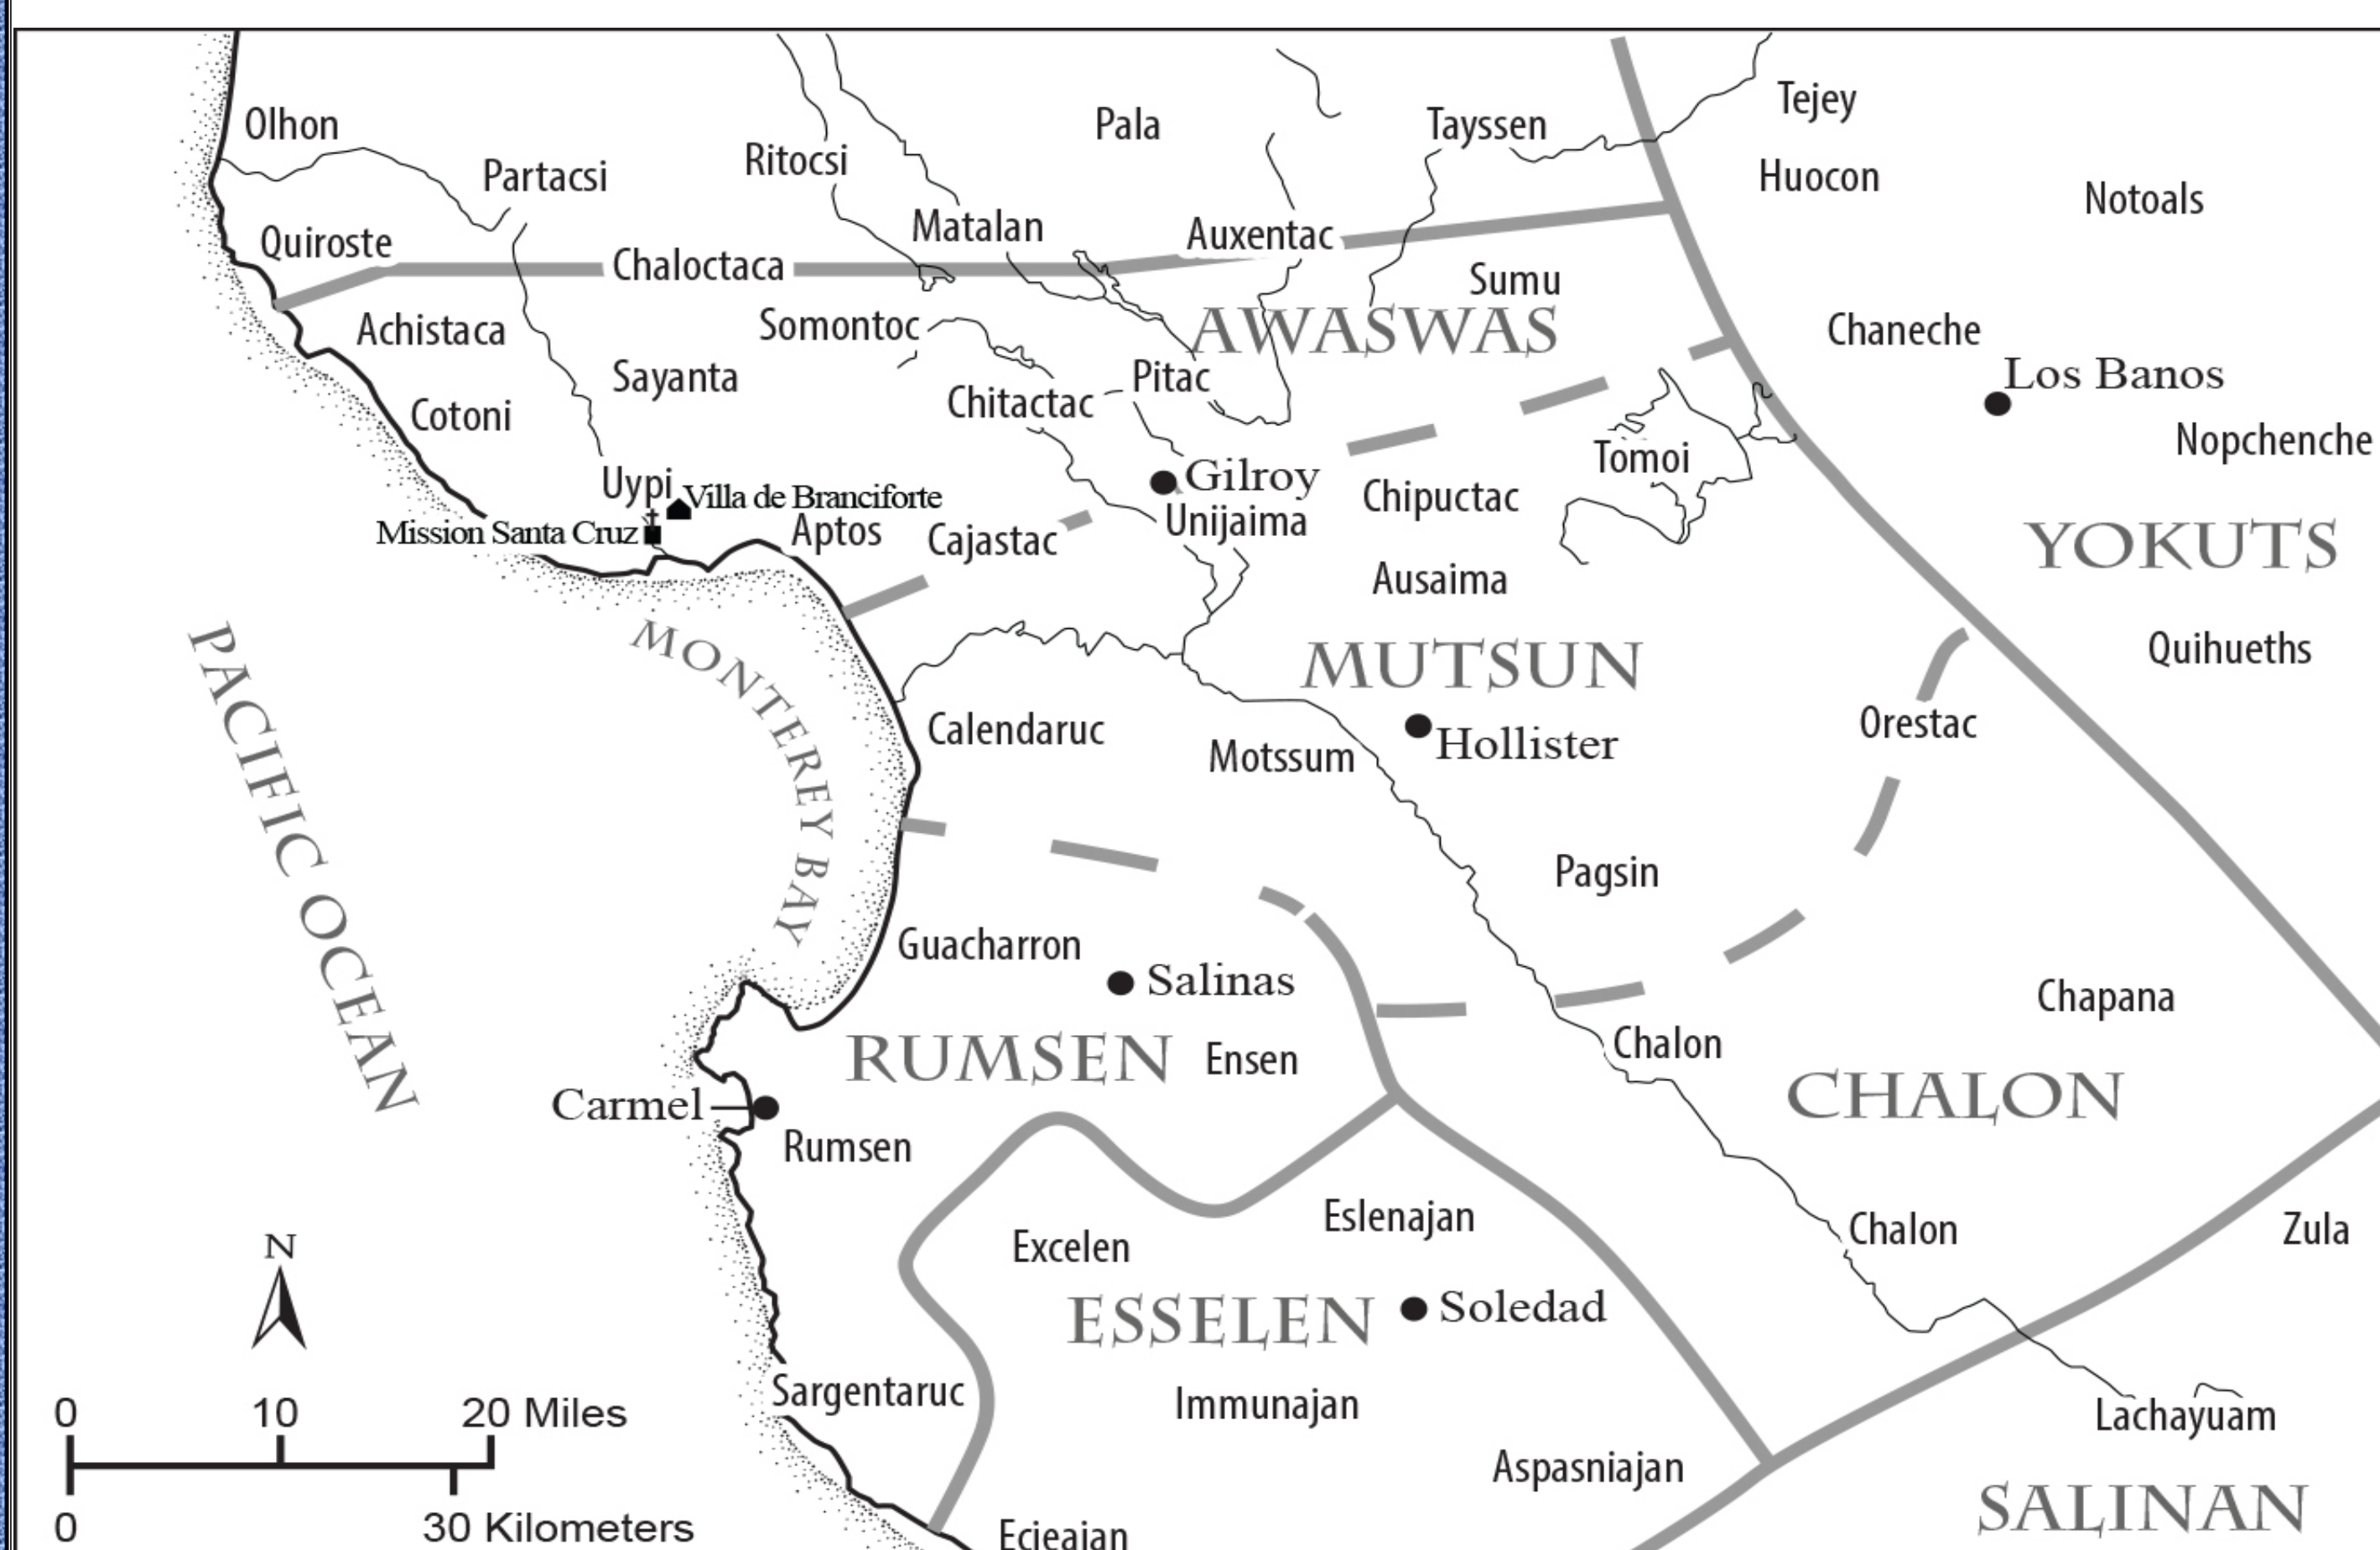 Olhon
Partacsi
Ritocsi
Pala
Tayssen
Tejey
Huocon
Notoals
Quiroste
Chaloctaca
Matalan
Auxentac
Sumu
Achistaca
Somontoc
AWASWAS
Chaneche
Los Banos
Cotoni
Sayanta
Chitactac
Pitac
Tomoi
Nopchenche
Uypi
Villa de Branciforte
Mission Santa Cruz
Aptos
Cajastac
Gilroy
Unijaima
Chipuctac
YOKUTS
Ausaima
MUTSUN
Quihueths
PACIFIC OCEAN
MONTEREY BAY
Calendaruc
Motssum
Hollister
Orestac
Pagsin
Guacharron
Salinas
Chapana
RUMSEN
Ensen
Chalon
CHALON
Carmel
Rumsen
Eslenajan
Excelen
Chalon
Zula
ESSELEN
Soledad
N
Sargentaruc
Immunajan
Lachayuam
Aspasniajan
SALINAN
Ecjeajan
0 10 20 Miles
0 30 Kilometers